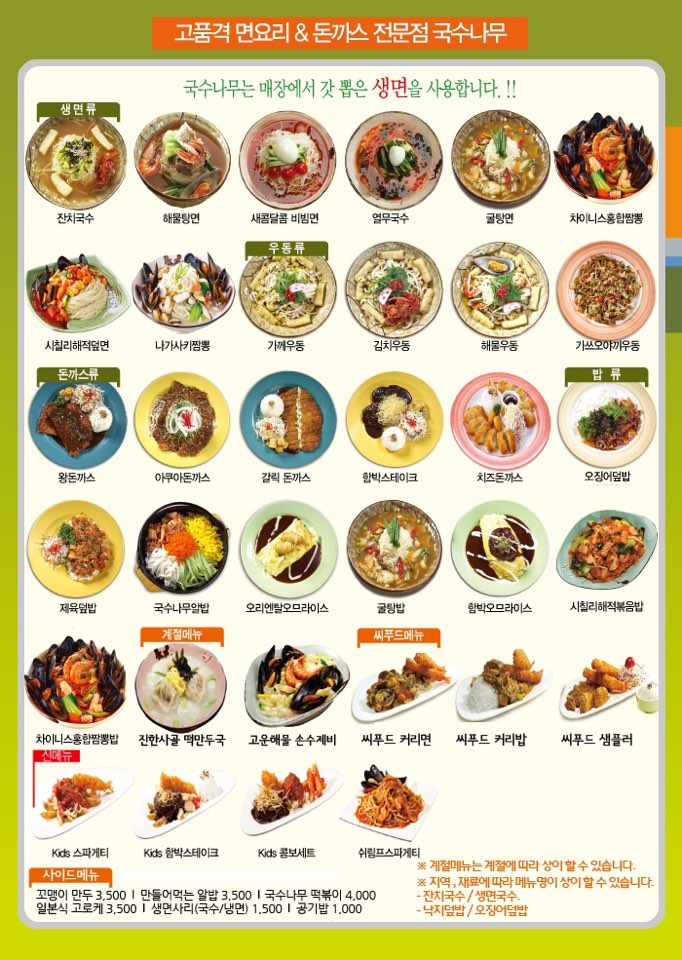 고품격 면요리 & 돈까스 전문점 국수나무
국수나무는 매장에서 갓 뽑은 생면을 사용합니다. !!
생면류
잔치국수 해물탕면 새콤달콤 비빔면 열무국수 굴탕면 차이니스홍합짬뽕
우동류
시칠리해적덮면 나가사키짬뽕 가께우동 김치우동 해물우동 가쓰오야끼우동
돈까스류 밥 류
왕돈까스 아쿠아돈까스 갈릭 돈까스 함박스테이크 치즈돈까스 오징어덮밥
제육덮밥 국수나무알밥 오리엔탈오므라이스 굴탕밥 함박오므라이스 시칠리해적볶음밥
계절메뉴 씨푸드메뉴
차이니스홍합짬뽕밥 진한사골 떡만두국 고운해물 손수제비 씨푸드 커리면 씨푸드 커리밥 씨푸드 샘플러
신메뉴
Kids 스파게티 Kids 함박스테이크 Kids 콤보세트 쉬림프스파게티
사이드메뉴
꼬맹이 만두 3,500 I 만들어먹는 알밥 3,500 I 국수나무 떡볶이 4,000
일본식 고로케 3,500 I 생면사리(국수/냉면) 1,500 I 공기밥 1,000
※ 계절메뉴는 계절에 따라 상이 할 수 있습니다.
※ 지역 , 재료에 따라 메뉴명이 상이 할 수 있습니다.
- 잔치국수 / 생면국수.
- 낙지덮밥 / 오징어덮밥